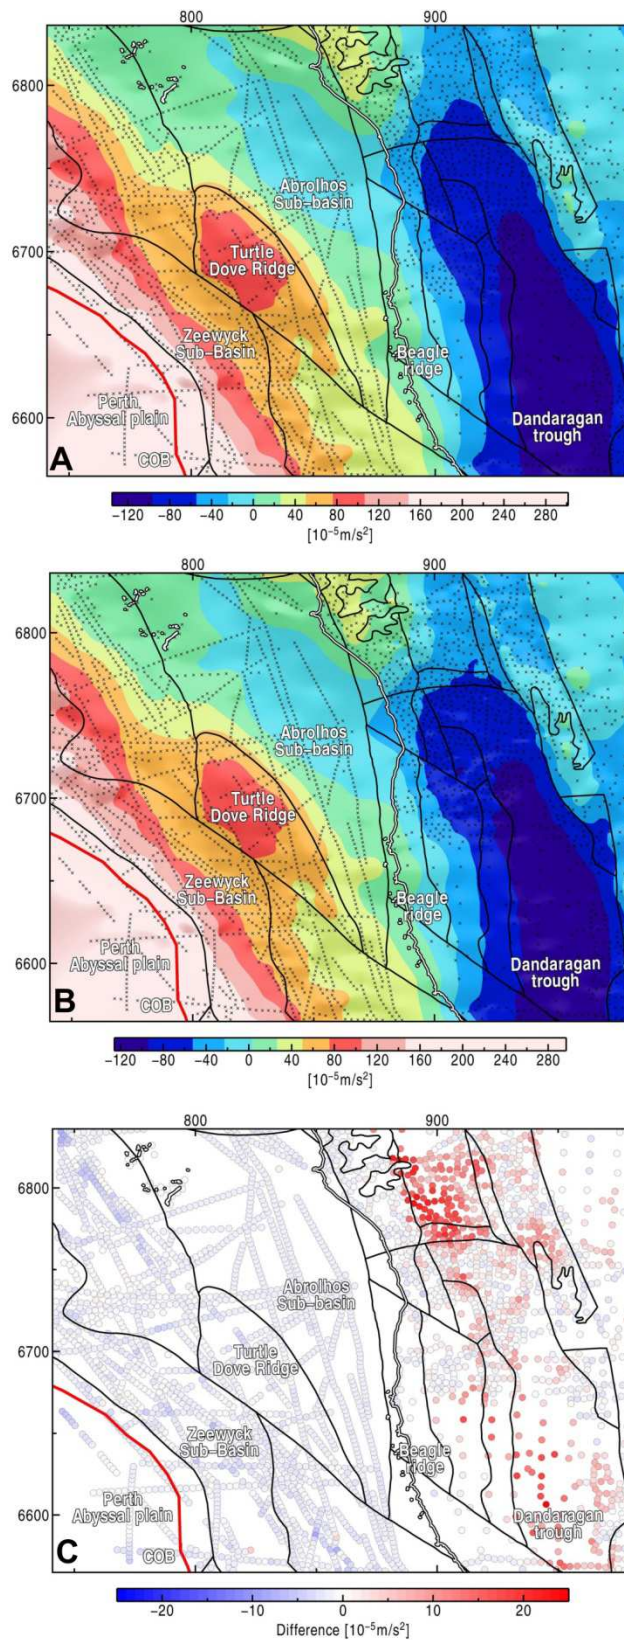 800 900
6800
Abrolhos
Sub-basin
6700
Turtle
Dove Ridge
Zeewyck
Sub-Basin
Beagle
ridge
Perth
Abyssal plain
6600
Dandaragan
trough
A
COB
−120 −80 −40 0 40 80 120 160 200 240 280
[10⁻⁵m/s²]
800 900
6800
Abrolhos
Sub-basin
6700
Turtle
Dove Ridge
Zeewyck
Sub-Basin
Beagle
ridge
Perth
Abyssal plain
6600
Dandaragan
trough
B
COB
−120 −80 −40 0 40 80 120 160 200 240 280
[10⁻⁵m/s²]
800 900
6800
Abrolhos
Sub-basin
6700
Turtle
Dove Ridge
Zeewyck
Sub-Basin
Beagle
ridge
Perth
Abyssal plain
6600
Dandaragan
trough
C
COB
−20 −10 0 10 20
Difference [10⁻⁵m/s²]